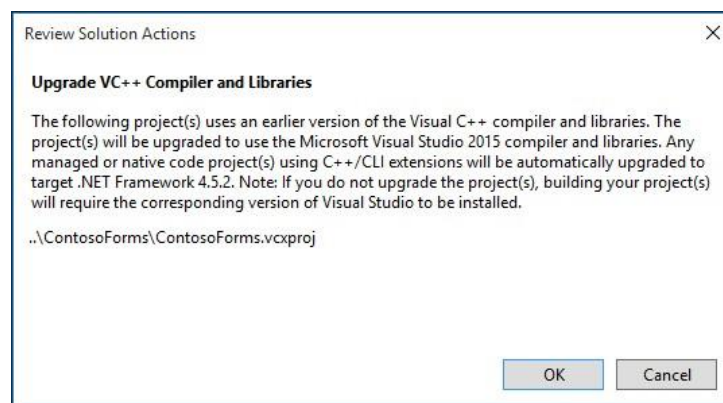 Review Solution Actions
Upgrade VC++ Compiler and Libraries
The following project(s) uses an earlier version of the Visual C++ compiler and libraries. The
project(s) will be upgraded to use the Microsoft Visual Studio 2015 compiler and libraries. Any
managed or native code project(s) using C++/CLI extensions will be automatically upgraded to
target .NET Framework 4.5.2. Note: If you do not upgrade the project(s), building your project(s)
will require the corresponding version of Visual Studio to be installed.
..\ContosoForms\ContosoForms.vcxproj
OK Cancel